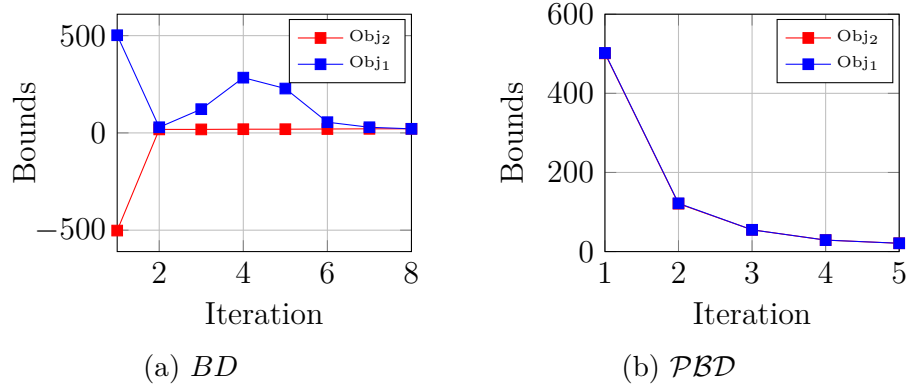 500
0
−500
2 4 6 8
Bounds
Iteration
Obj₂
Obj₁
(a) BD
600
400
200
0
1 2 3 4 5
Bounds
Iteration
Obj₂
Obj₁
(b) 𝒫ℬ𝒟